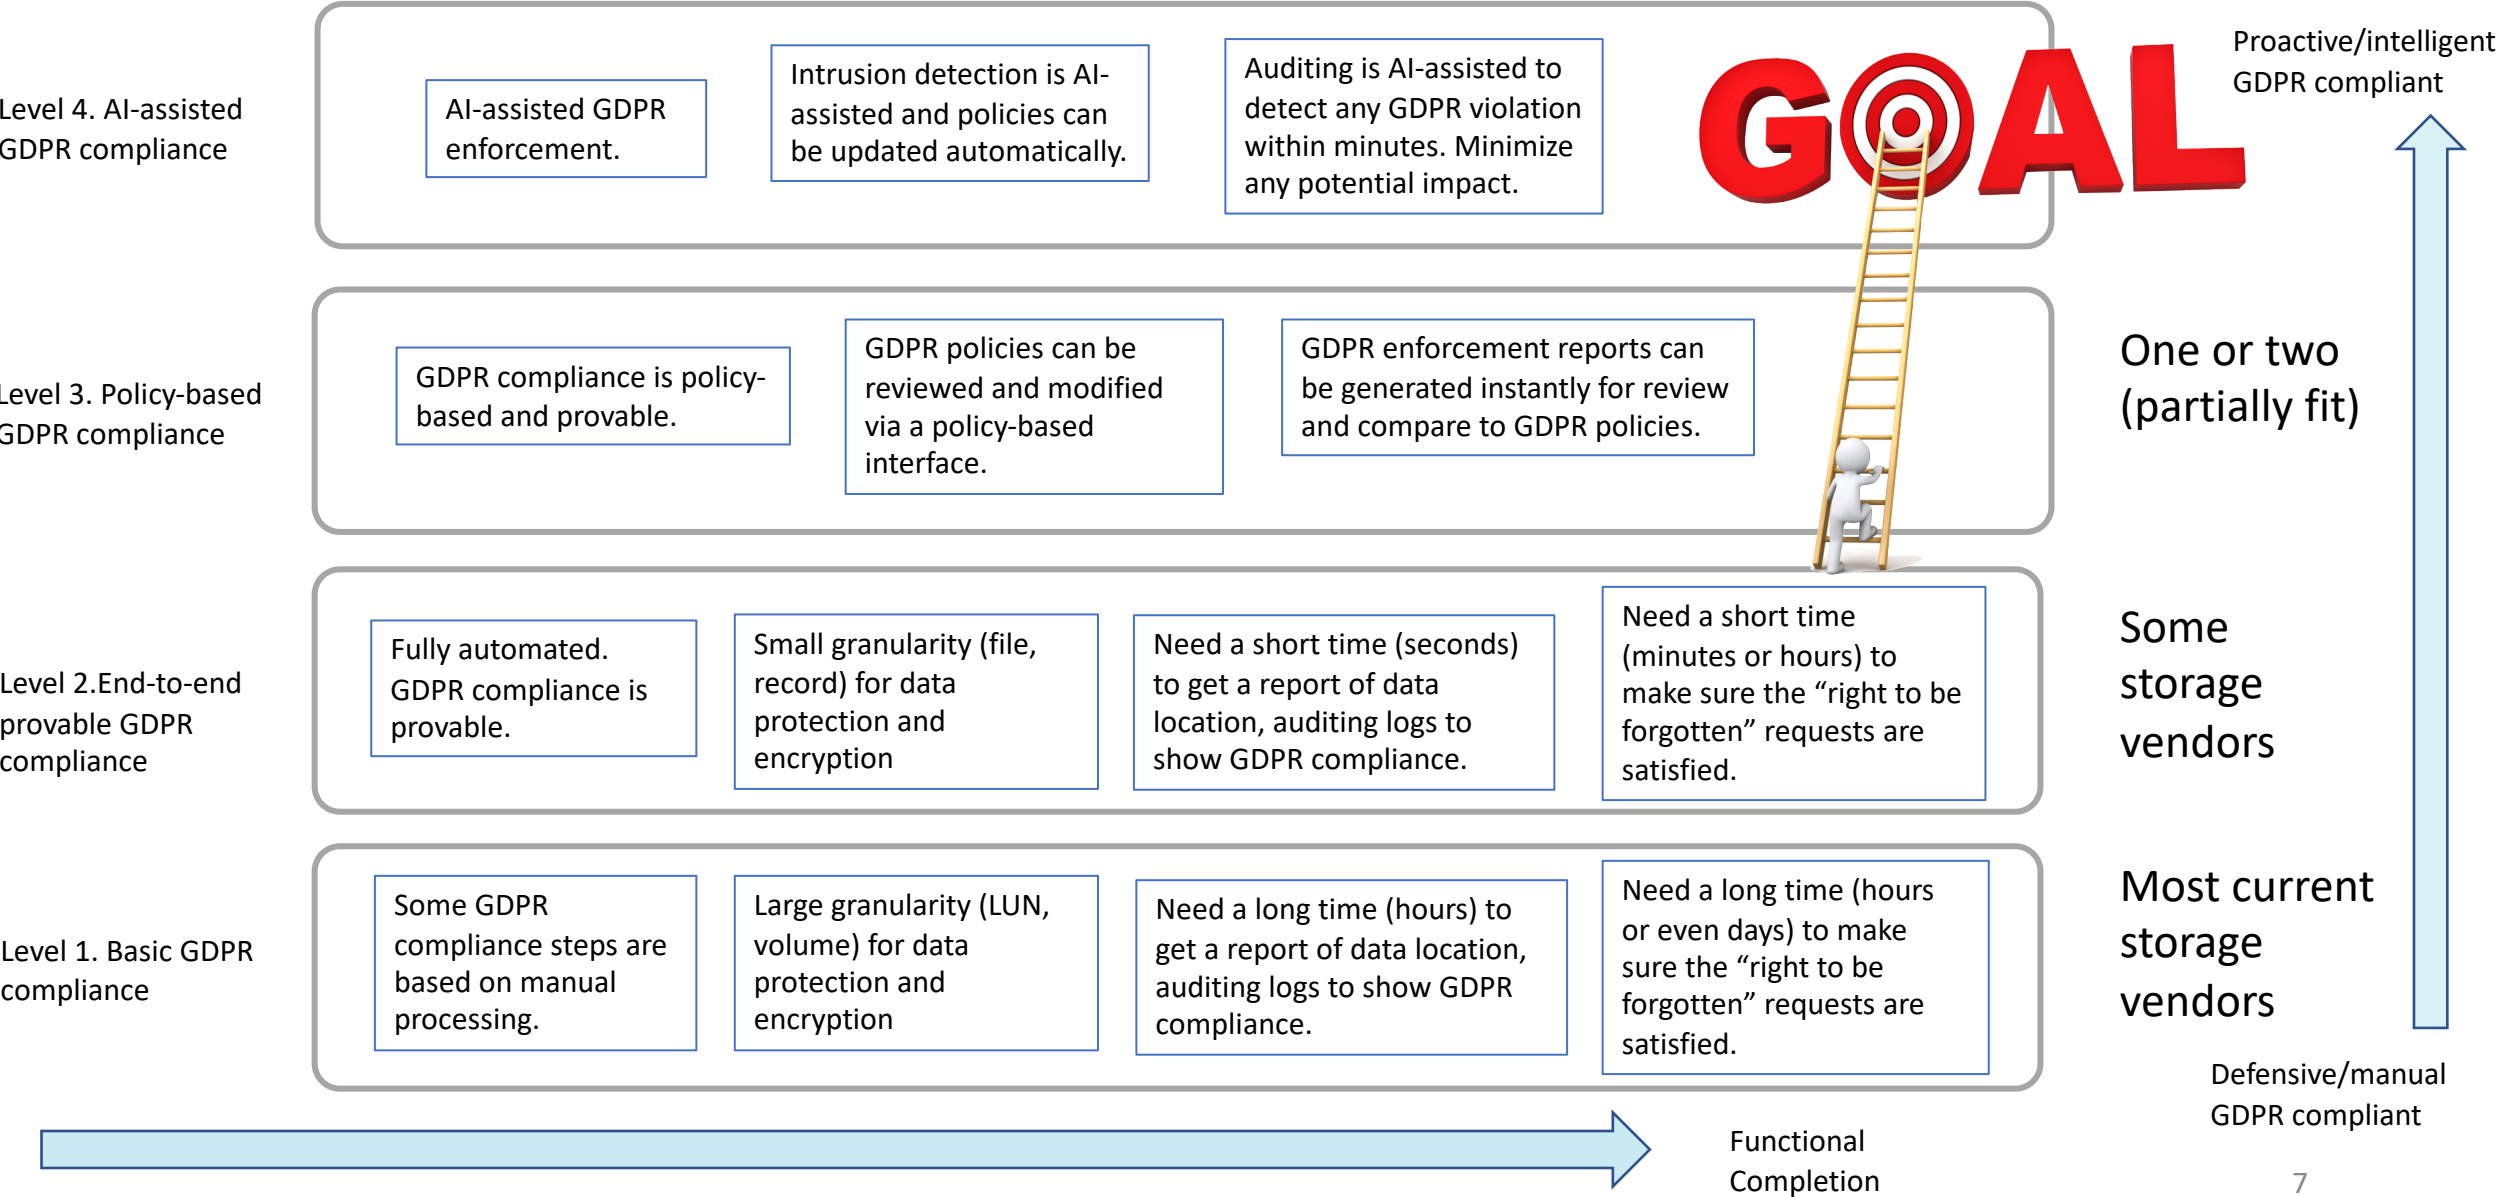 Level 4. AI-assisted
GDPR compliance
AI-assisted GDPR
enforcement.
Intrusion detection is AI-
assisted and policies can
be updated automatically.
Auditing is AI-assisted to
detect any GDPR violation
within minutes. Minimize
any potential impact.
GOAL
Proactive/intelligent
GDPR compliant
Level 3. Policy-based
GDPR compliance
GDPR compliance is policy-
based and provable.
GDPR policies can be
reviewed and modified
via a policy-based
interface.
GDPR enforcement reports can
be generated instantly for review
and compare to GDPR policies.
One or two
(partially fit)
Level 2.End-to-end
provable GDPR
compliance
Fully automated.
GDPR compliance is
provable.
Small granularity (file,
record) for data
protection and
encryption
Need a short time (seconds)
to get a report of data
location, auditing logs to
show GDPR compliance.
Need a short time
(minutes or hours) to
make sure the “right to be
forgotten” requests are
satisfied.
Some
storage
vendors
Level 1. Basic GDPR
compliance
Some GDPR
compliance steps are
based on manual
processing.
Large granularity (LUN,
volume) for data
protection and
encryption
Need a long time (hours) to
get a report of data location,
auditing logs to show GDPR
compliance.
Need a long time (hours
or even days) to make
sure the “right to be
forgotten” requests are
satisfied.
Most current
storage
vendors
Defensive/manual
GDPR compliant
Functional
Completion
7